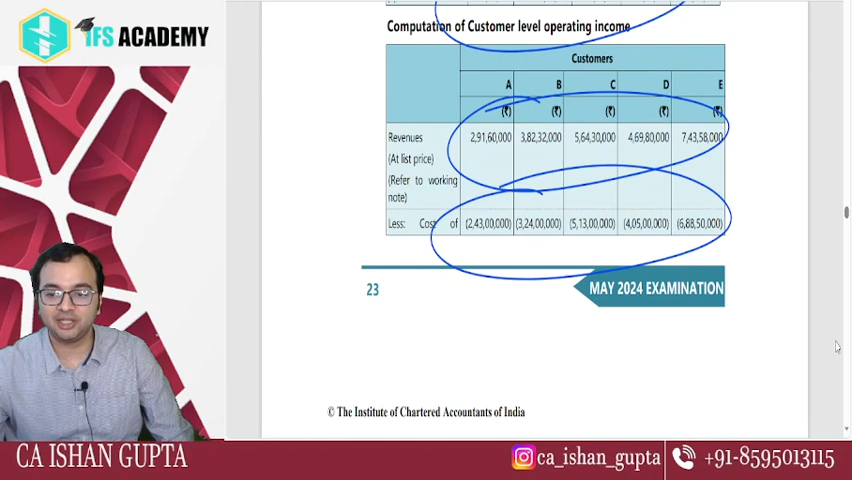 IFS ACADEMY
Computation of Customer level operating income
Customers
A B C D E
(₹) (₹) (₹) (₹) (₹)
Revenues 2,91,60,000 3,82,32,000 5,64,30,000 4,69,80,000 7,43,58,000
(At list price)
(Refer to working
note)
Less: Cost of (2,43,00,000) (3,24,00,000) (5,13,00,000) (4,05,00,000) (6,88,50,000)
23
MAY 2024 EXAMINATION
© The Institute of Chartered Accountants of India
CA ISHAN GUPTA
ca_ishan_gupta
+91-8595013115